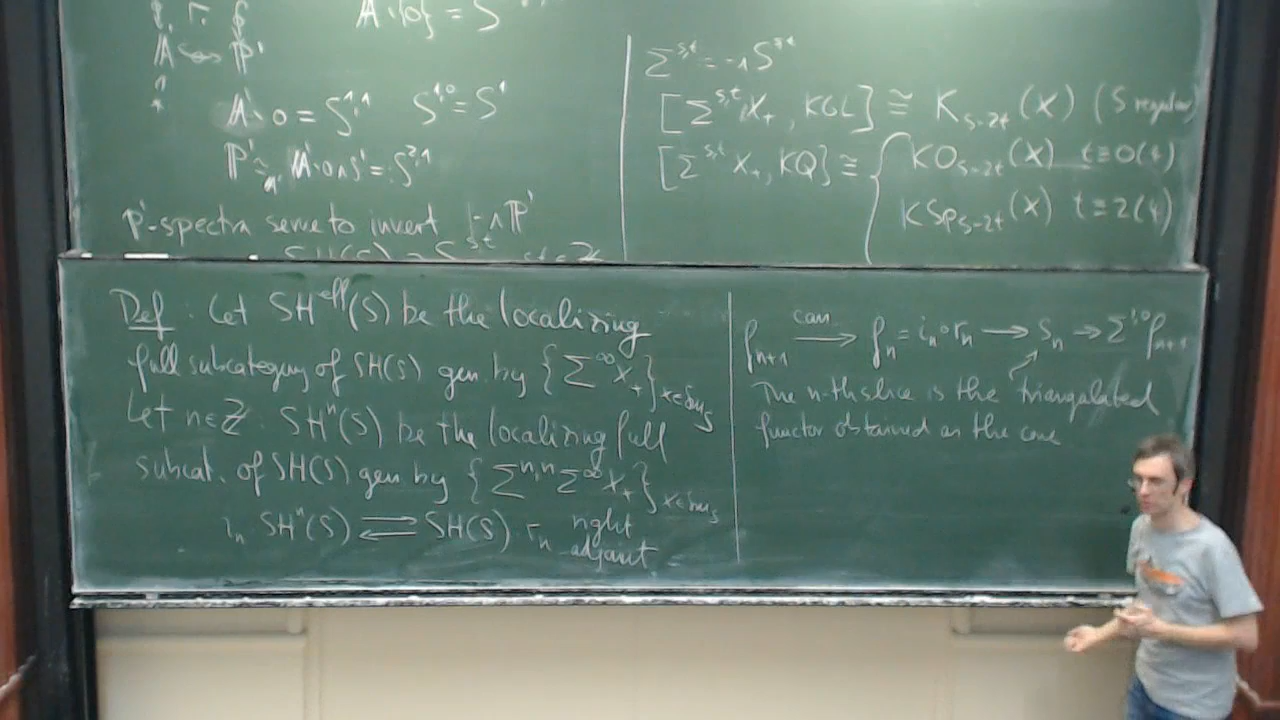 A∖{0} = S
A ↪ P¹
A∖0 = S^{1,1} S^{1,0} = S¹
P¹ ≃_{A¹} A∖0 ∧ S¹ =: S^{2,1}
P¹-spectra serve to invert -∧P¹
Σ^{s,t} = -∧S^{s,t}
[Σ^{s,t} X₊, KGL] ≅ K_{s-2t}(X) (S regular)
[Σ^{s,t} X₊, KQ] ≅ { KO_{s-2t}(X) t≡0(4)
KSp_{s-2t}(X) t≡2(4)
Def: Let SH^{eff}(S) be the localizing
full subcategory of SH(S) gen. by {Σ^∞ X₊}_{X∈Sm_S}
Let n∈Z. SH^n(S) be the localizing full
subcat. of SH(S) gen by {Σ^{n,n} Σ^∞ X₊}_{X∈Sm_S}
i_n SH^n(S) ⇄ SH(S) : r_n right
adjoint
f_{n+1} →^{can} f_n = i_n∘r_n → s_n → Σ^{1,0} f_{n+1}
The n-th slice is the triangulated
functor obtained as the cone